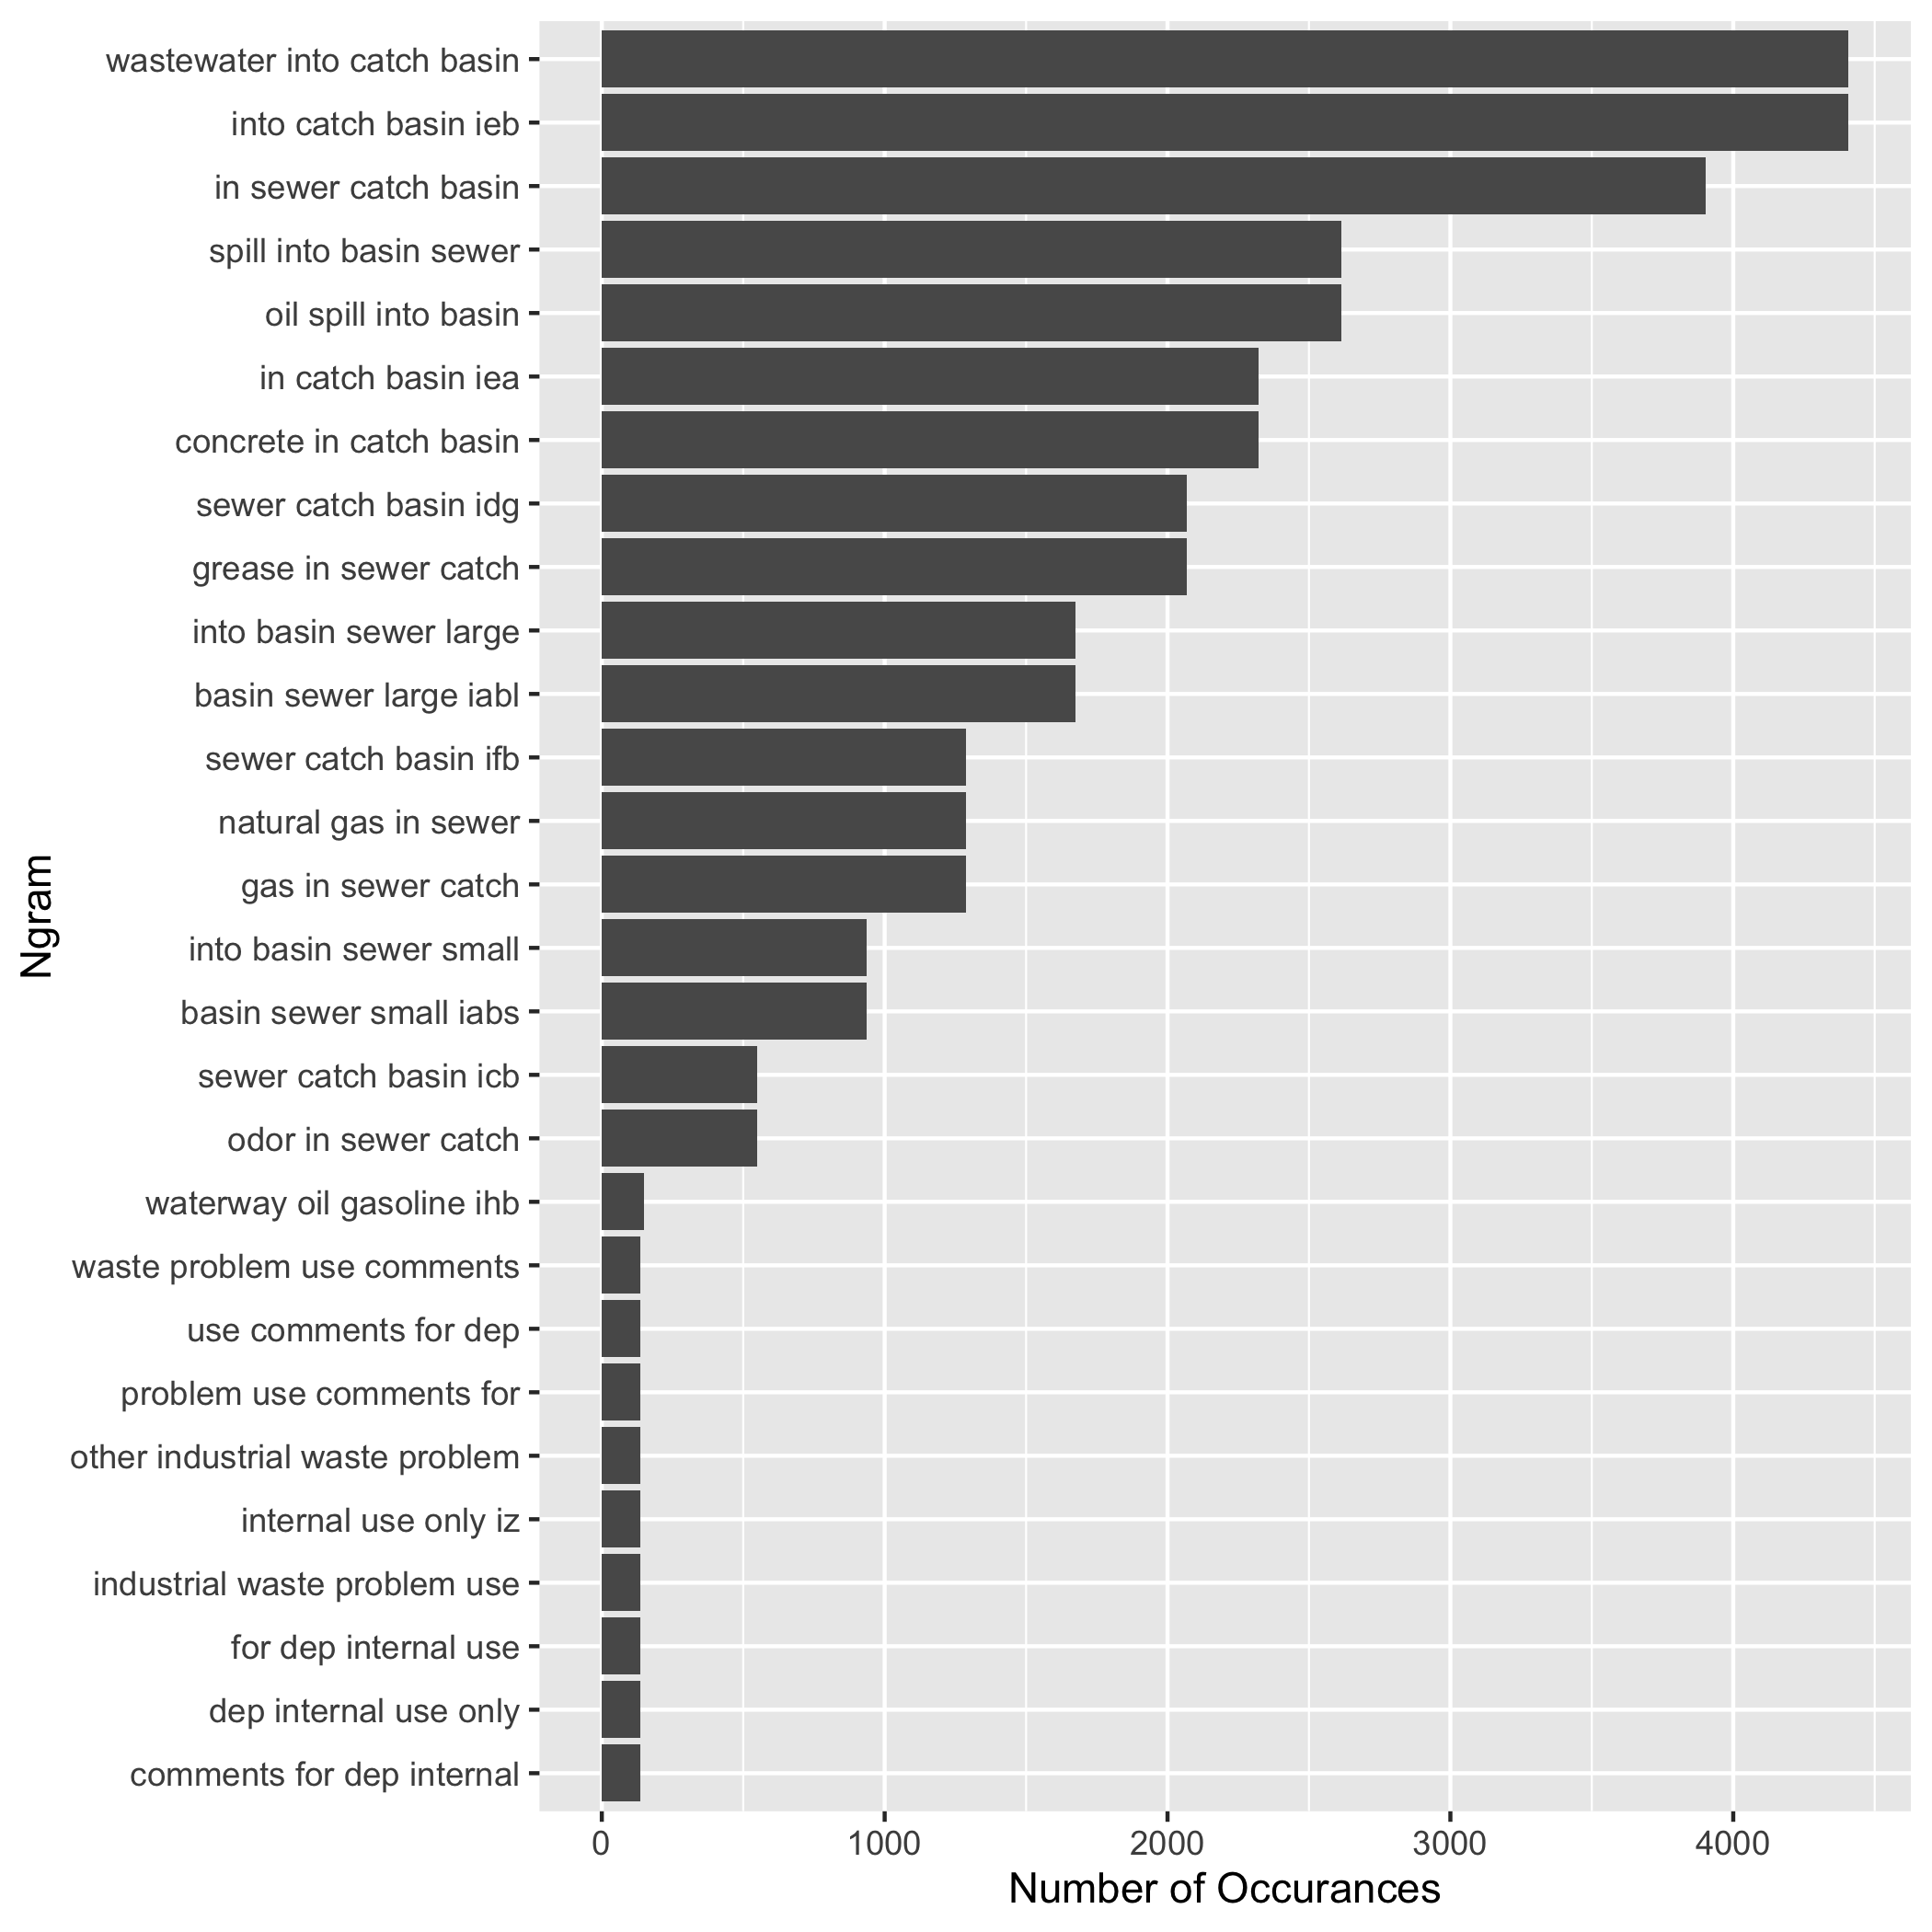 wastewater into catch basin
into catch basin ieb
in sewer catch basin
spill into basin sewer
oil spill into basin
in catch basin iea
concrete in catch basin
sewer catch basin idg
grease in sewer catch
into basin sewer large
basin sewer large iabl
sewer catch basin ifb
natural gas in sewer
gas in sewer catch
into basin sewer small
basin sewer small iabs
sewer catch basin icb
odor in sewer catch
waterway oil gasoline ihb
waste problem use comments
use comments for dep
problem use comments for
other industrial waste problem
internal use only iz
industrial waste problem use
for dep internal use
dep internal use only
comments for dep internal
Ngram
0 1000 2000 3000 4000
Number of Occurances